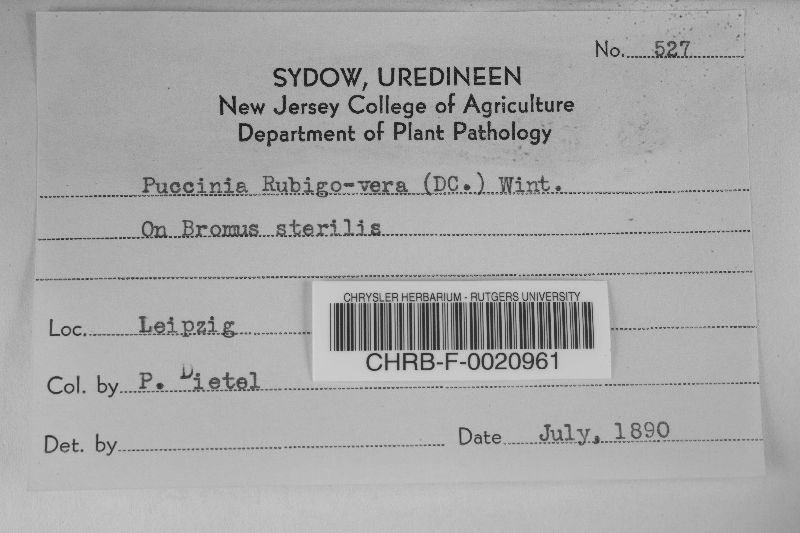 No. 527
SYDOW, UREDINEEN
New Jersey College of Agriculture
Department of Plant Pathology
Puccinia Rubigo-vera (DC.) Wint.
On Bromus sterilis
CHRYSLER HERBARIUM - RUTGERS UNIVERSITY
Loc. Leipzig
CHRB-F-0020961
Col. by P. Dietel
Det. by
Date July, 1890